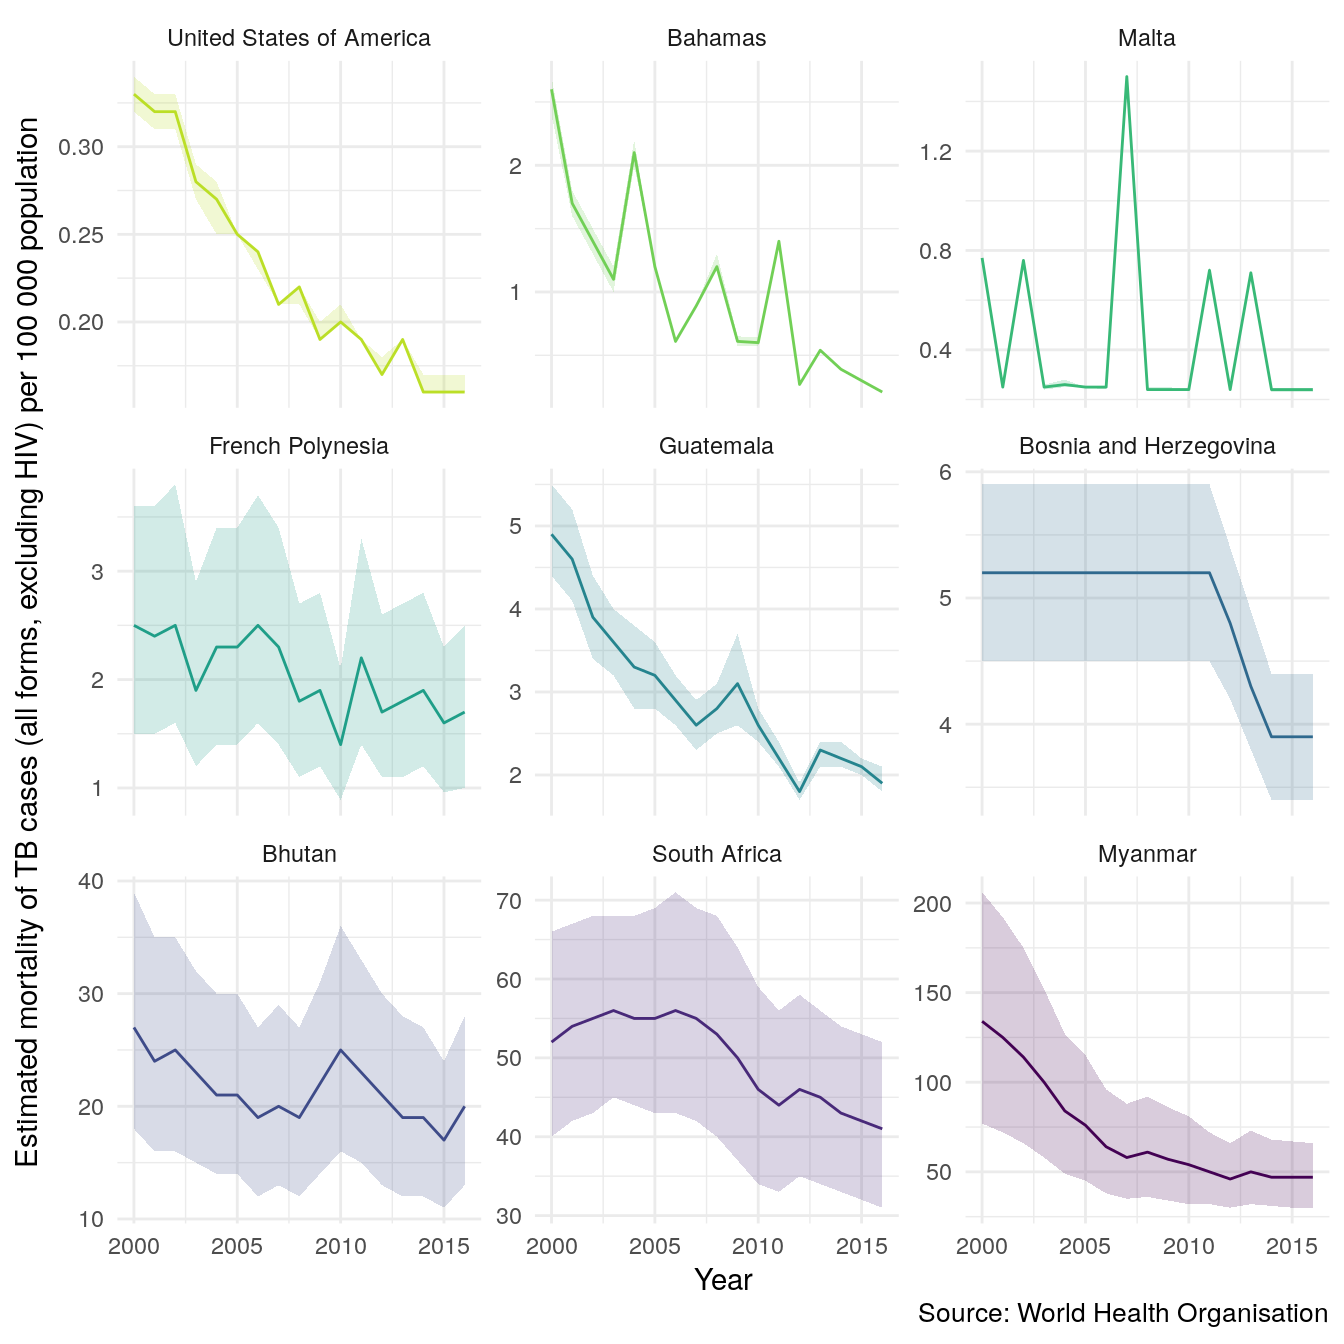 United States of America
Bahamas
Malta
0.30
0.25
0.20
2
1
1.2
0.8
0.4
French Polynesia
Guatemala
Bosnia and Herzegovina
3
2
1
5
4
3
2
6
5
4
Bhutan
South Africa
Myanmar
40
30
20
10
70
60
50
40
30
200
150
100
50
2000 2005 2010 2015
2000 2005 2010 2015
2000 2005 2010 2015
Year
Estimated mortality of TB cases (all forms, excluding HIV) per 100 000 population
Source: World Health Organisation